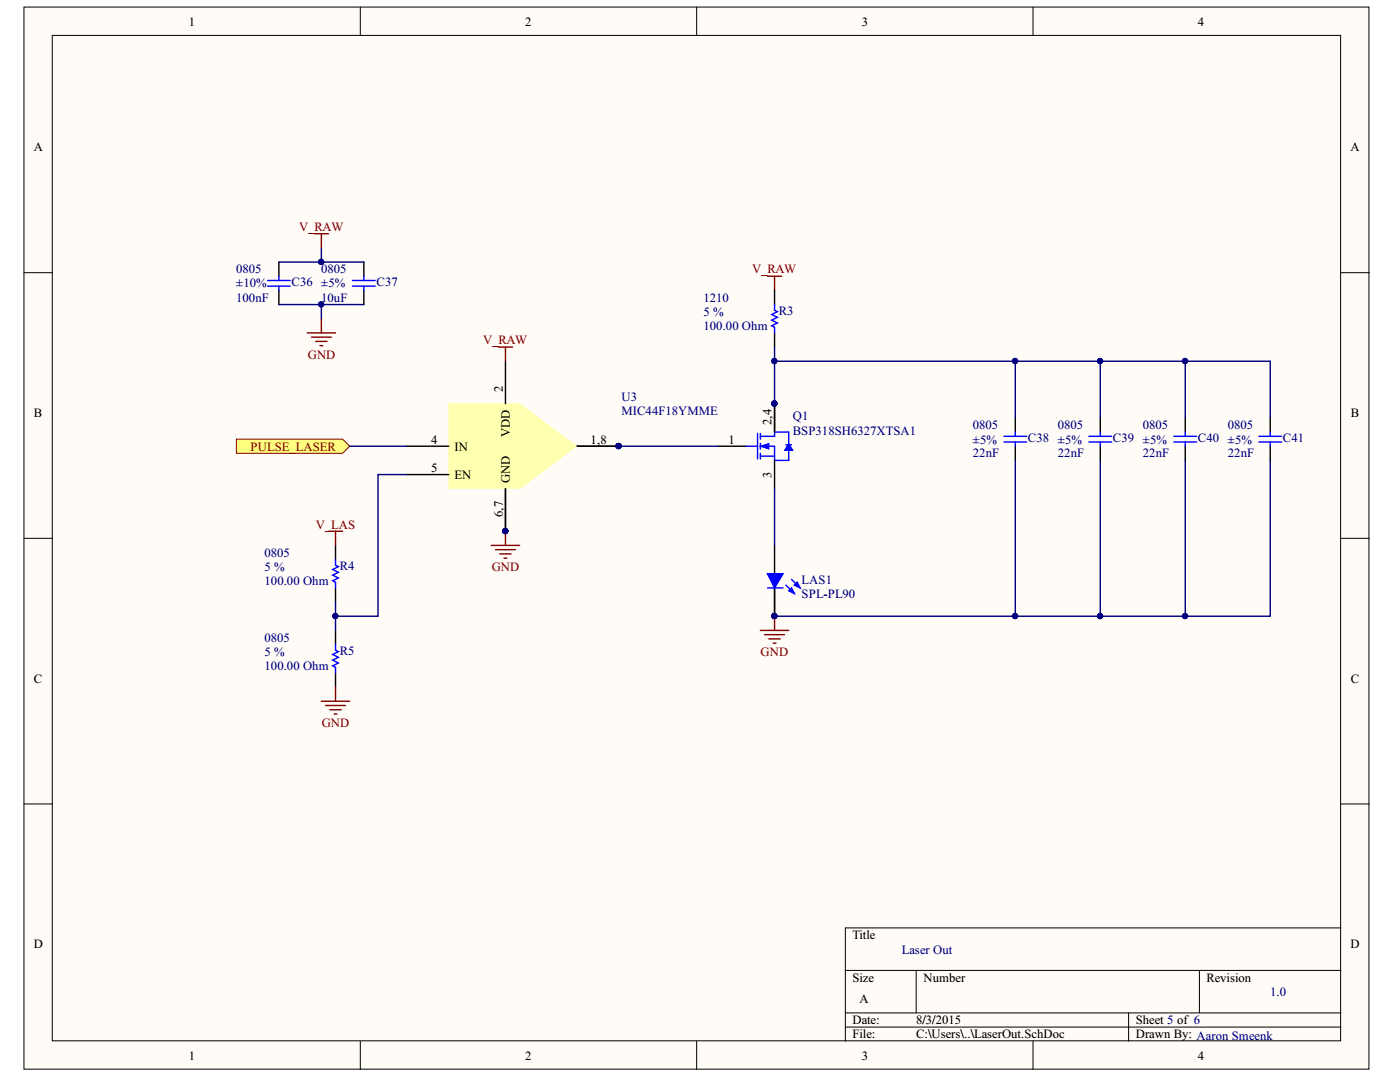 1 2 3 4
A A
V_RAW
0805 0805
±10% C36 ±5% C37
100nF 10uF
GND
V_RAW
1210
5 % R3
100.00 Ohm
V_RAW
2
U3
MIC44F18YMME
B B
VDD
2,4
Q1
BSP318SH6327XTSA1
0805 0805 0805 0805
±5% C38 ±5% C39 ±5% C40 ±5% C41
22nF 22nF 22nF 22nF
PULSE_LASER 4 IN 1,8 1
5 EN
GND
3
6,7
GND
V_LAS
0805
5 % R4
100.00 Ohm
LAS1
SPL-PL90
0805
5 % R5
100.00 Ohm
GND
GND
C C
D D
Title
Laser Out
Size Number Revision
A 1.0
Date: 8/3/2015 Sheet 5 of 6
File: C:\Users\..\LaserOut.SchDoc Drawn By: Aaron Smeenk
1 2 3 4